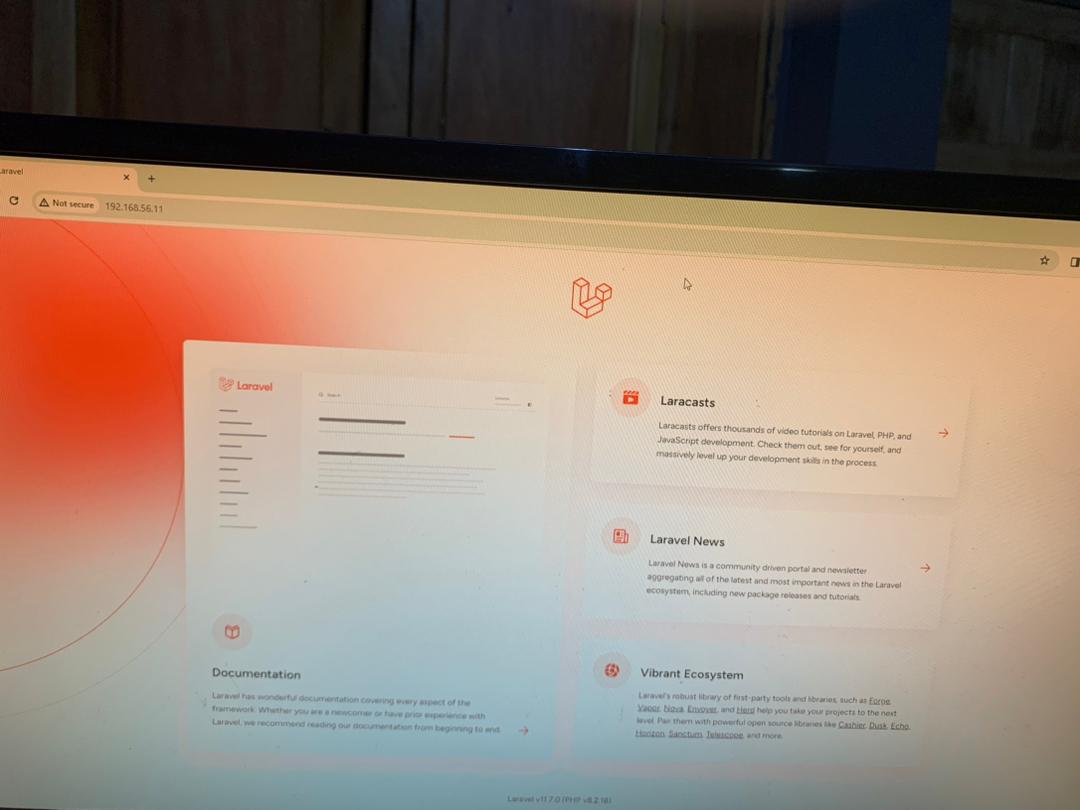 Laravel
Not secure
192.168.56.11
Laravel
Search
Documentation
Laravel has wonderful documentation covering every aspect of the
framework. Whether you are a newcomer or have prior experience with
Laravel, we recommend reading our documentation from beginning to end.
Laracasts
Laracasts offers thousands of video tutorials on Laravel, PHP, and
JavaScript development. Check them out, see for yourself, and
massively level up your development skills in the process.
Laravel News
Laravel News is a community driven portal and newsletter
aggregating all of the latest and most important news in the Laravel
ecosystem, including new package releases and tutorials.
Vibrant Ecosystem
Laravel's robust library of first-party tools and libraries, such as Forge,
Vapor, Nova, Envoyer, and Herd help you take your projects to the next
level. Pair them with powerful open source libraries like Cashier, Dusk, Echo,
Horizon, Sanctum, Telescope, and more.
Laravel v11.7.0 (PHP v8.2.18)